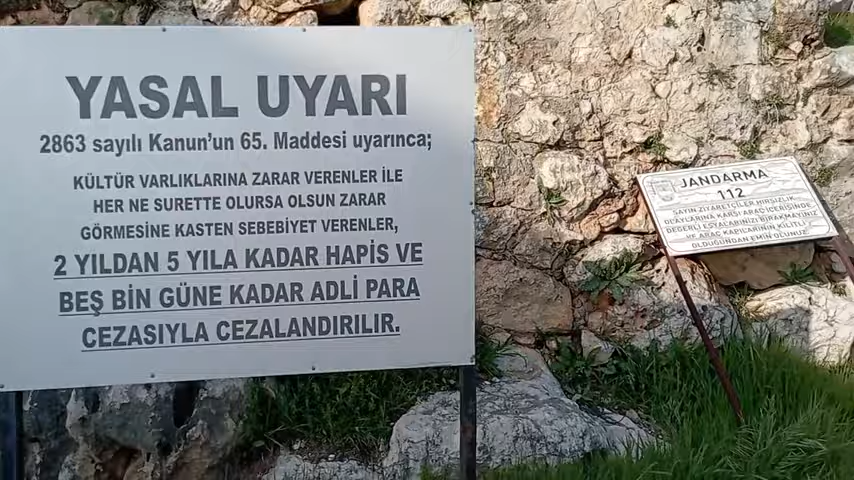 YASAL UYARI
2863 sayılı Kanun'un 65. Maddesi uyarınca;
KÜLTÜR VARLIKLARINA ZARAR VERENLER İLE
HER NE SURETTE OLURSA OLSUN ZARAR
GÖRMESİNE KASTEN SEBEBİYET VERENLER,
2 YILDAN 5 YILA KADAR HAPİS VE
BEŞ BİN GÜNE KADAR ADLİ PARA
CEZASIYLA CEZALANDIRILIR.
JANDARMA
112
SAYIN ZİYARETÇİLER HIRSIZLIK
OLAYLARINA KARŞI ARAÇ İÇERİSİNDE
DEĞERLİ EŞYALARINIZI BIRAKMAYINIZ
VE ARAÇ KAPILARININ KİLİTLİ
OLDUĞUNDAN EMİN OLUNUZ